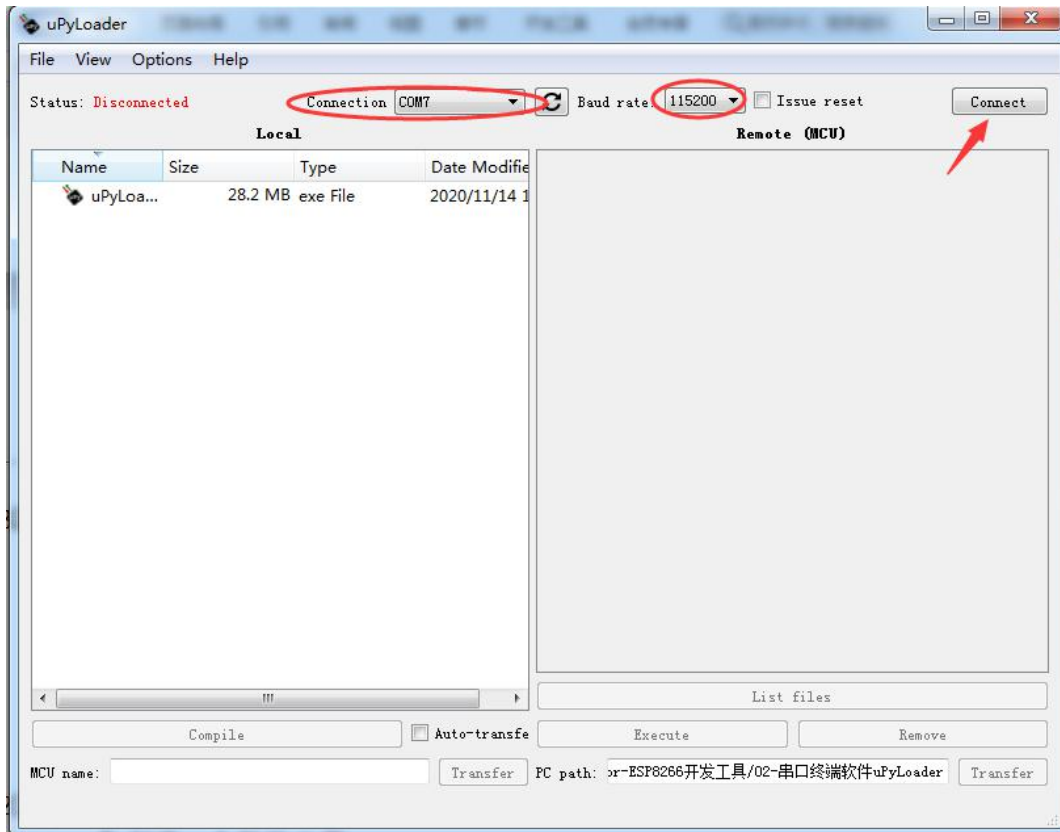 uPyLoader
File View Options Help
Status: Disconnected Connection COM7 Baud rate: 115200 Issue reset Connect
Local Remote (MCU)
Name Size Type Date Modifie
uPyLoa... 28.2 MB exe File 2020/11/14 1
List files
Compile Auto-transfe Execute Remove
MCU name: Transfer PC path: or-ESP8266开发工具/02-串口终端软件uPyLoader Transfer